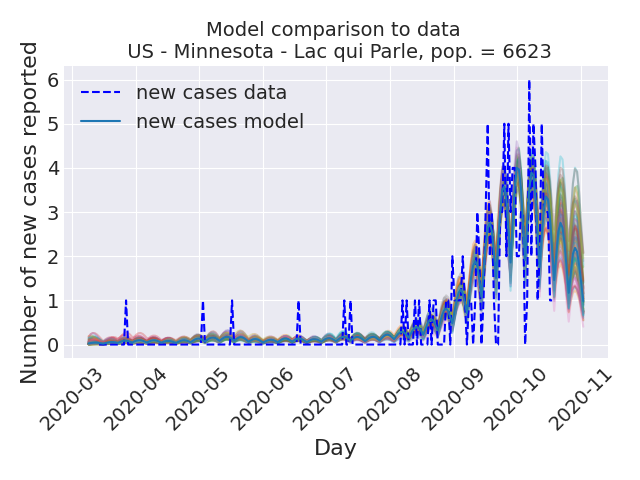 Model comparison to data
US - Minnesota - Lac qui Parle, pop. = 6623
Number of new cases reported
6
5
4
3
2
1
0
new cases data
new cases model
2020-03
2020-04
2020-05
2020-06
2020-07
2020-08
2020-09
2020-10
2020-11
Day